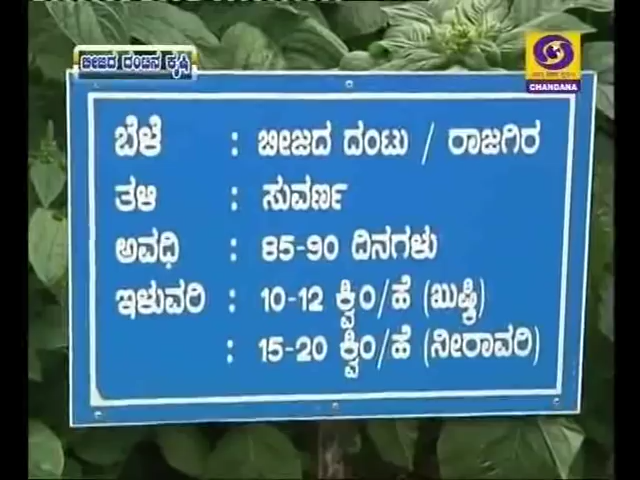 ಬೀಜದ ದಂಟಿನ ಕೃಷಿ
CHANDANA
ಬೆಳೆ : ಬೀಜದ ದಂಟು / ರಾಜಗಿರ
ತಳಿ : ಸುವರ್ಣ
ಅವಧಿ : 85-90 ದಿನಗಳು
ಇಳುವರಿ : 10-12 ಕ್ವಿಂ/ಹೆ (ಖುಷ್ಕಿ)
: 15-20 ಕ್ವಿಂ/ಹೆ (ನೀರಾವರಿ)